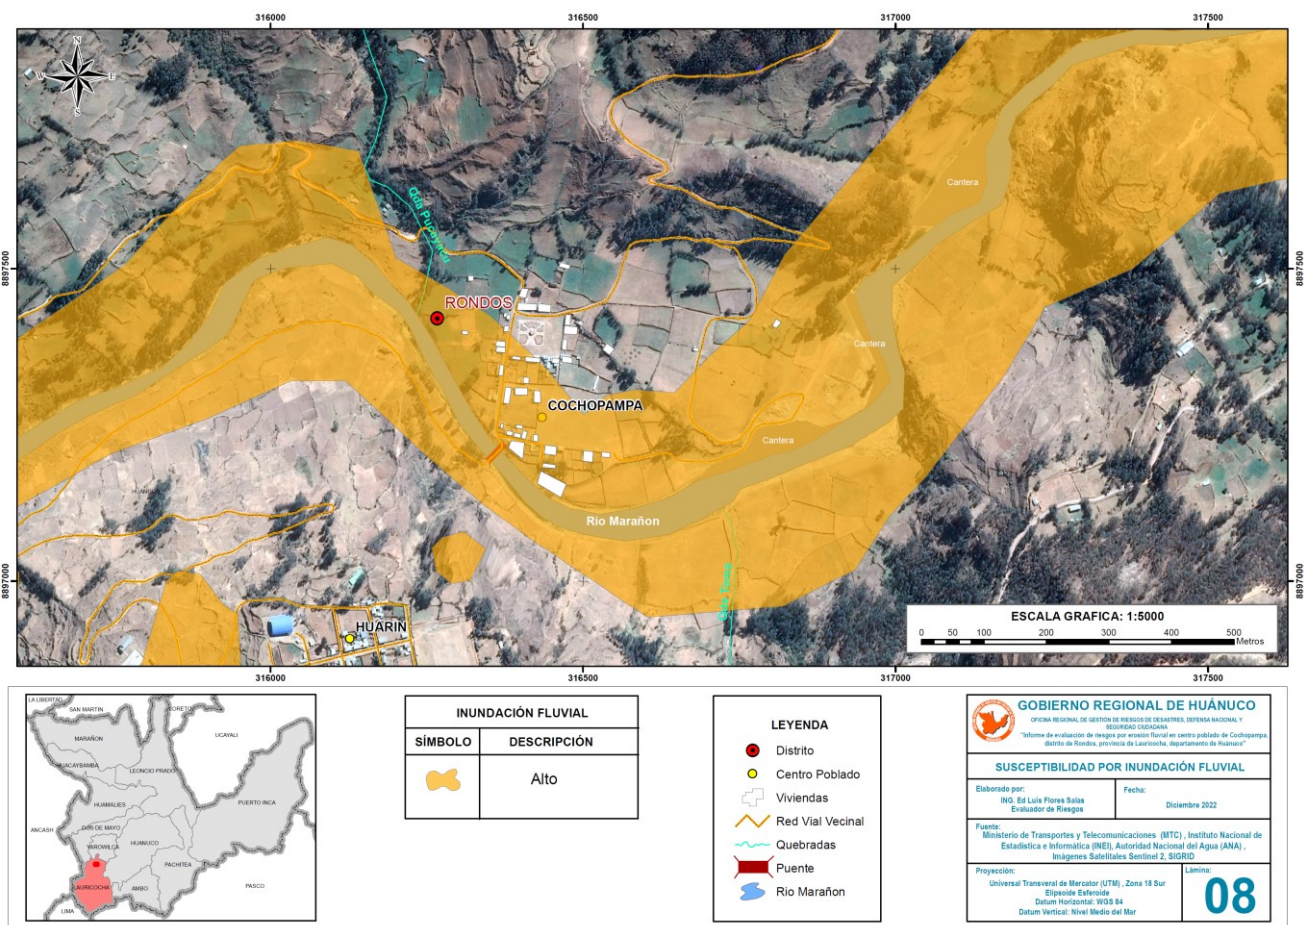 316000
316500
317000
317500
N
W
E
S
8897500
8897500
Cantera
RONDOS
Cantera
COCHOPAMPA
Cantera
Río Marañon
8897000
8897000
HUARIN
ESCALA GRAFICA: 1:5000
0 50 100 200 300 400 500
Metros
316000
316500
317000
317500
LA LIBERTAD
SAN MARTIN
LORETO
MARAÑON
UCAYALI
HUACAYBAMBA
LEONCIO PRADO
HUAMALIES
PUERTO INCA
ANCASH
DOS DE MAYO
YAROWILCA
HUANUCO
PACHITEA
LAURICOCHA
AMBO
PASCO
LIMA
INUNDACIÓN FLUVIAL
SÍMBOLO DESCRIPCIÓN
Alto
LEYENDA
Distrito
Centro Poblado
Viviendas
Red Vial Vecinal
Quebradas
Puente
Rio Marañon
GOBIERNO REGIONAL DE HUÁNUCO
OFICINA REGIONAL DE GESTIÓN DE RIESGOS DE DESASTRES, DEFENSA NACIONAL Y
SEGURIDAD CIUDADANA
"Informe de evaluación de riesgos por erosión fluvial en centro poblado de Cochopampa,
distrito de Rondos, provincia de Lauricocha, departamento de Huánuco"
SUSCEPTIBILIDAD POR INUNDACIÓN FLUVIAL
Elaborado por:
ING. Ed Luis Flores Salas
Evaluador de Riesgos
Fecha:
Diciembre 2022
Fuente:
Ministerio de Transportes y Telecomunicaciones (MTC) , Instituto Nacional de
Estadística e Informática (INEI), Autoridad Nacional del Agua (ANA) ,
Imágenes Satelitales Sentinel 2, SIGRID
Proyección:
Universal Transveral de Mercator (UTM) , Zona 18 Sur
Elipsoide Esferoide
Datum Horizontal: WGS 84
Datum Vertical: Nivel Medio del Mar
Lámina:
08